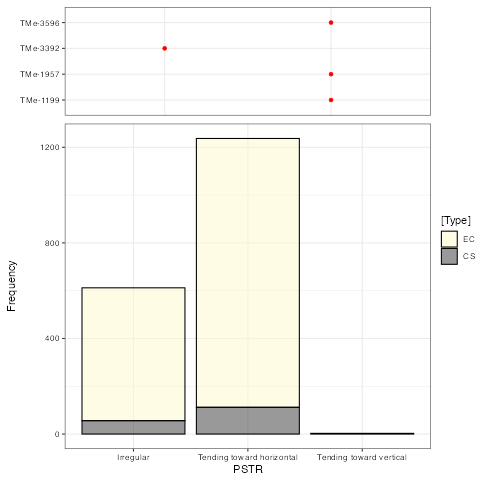 TMe-3596
TMe-3392
TMe-1957
TMe-1199
1200
800
400
0
Frequency
Irregular
Tending toward horizontal
Tending toward vertical
PSTR
[Type]
EC
CS